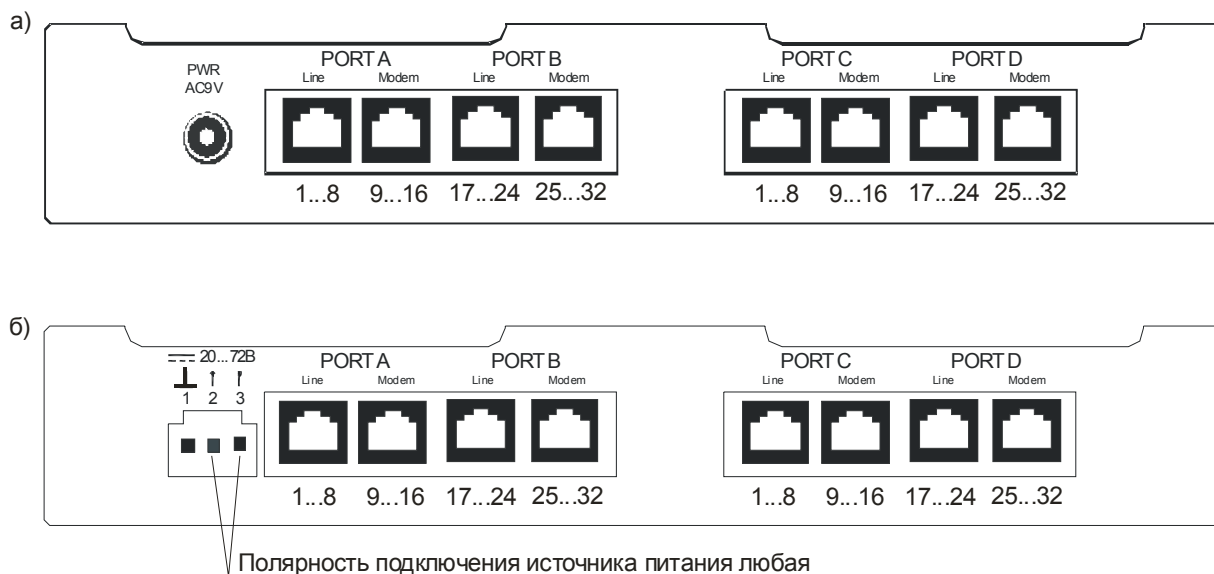 а)
PORT A PORT B PORT C PORT D
PWR Line Modem Line Modem Line Modem Line Modem
AC9V
1...8 9...16 17...24 25...32 1...8 9...16 17...24 25...32
б)
20...72В PORT A PORT B PORT C PORT D
Line Modem Line Modem Line Modem Line Modem
1 2 3
1...8 9...16 17...24 25...32 1...8 9...16 17...24 25...32
Полярность подключения источника питания любая